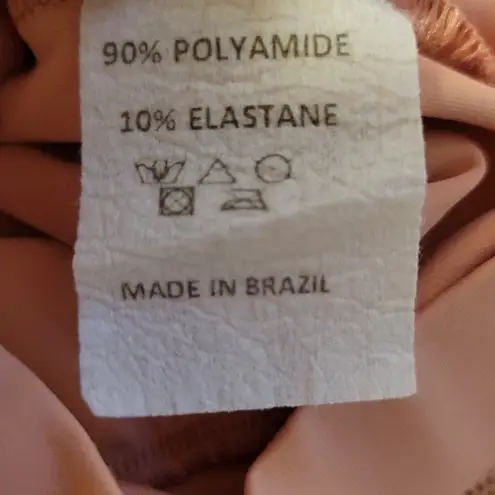 90% POLYAMIDE
10% ELASTANE
MADE IN BRAZIL